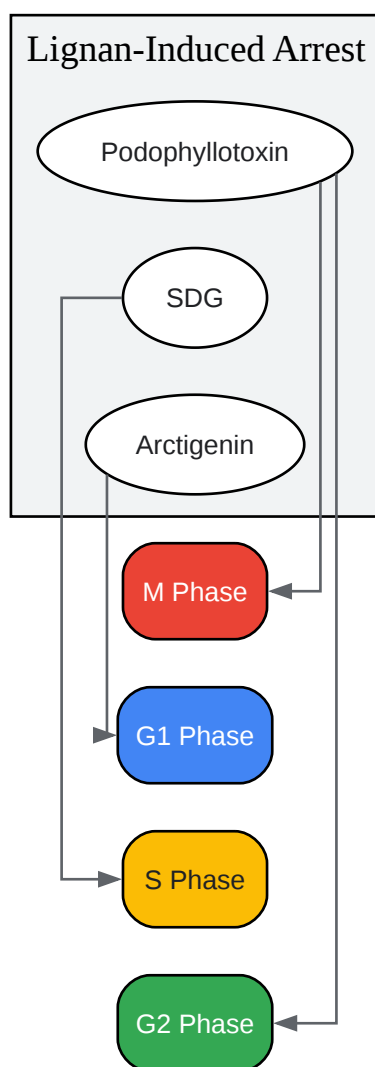 Lignan-Induced Arrest
Podophyllotoxin
SDG
Arctigenin
M Phase
G1 Phase
S Phase
G2 Phase